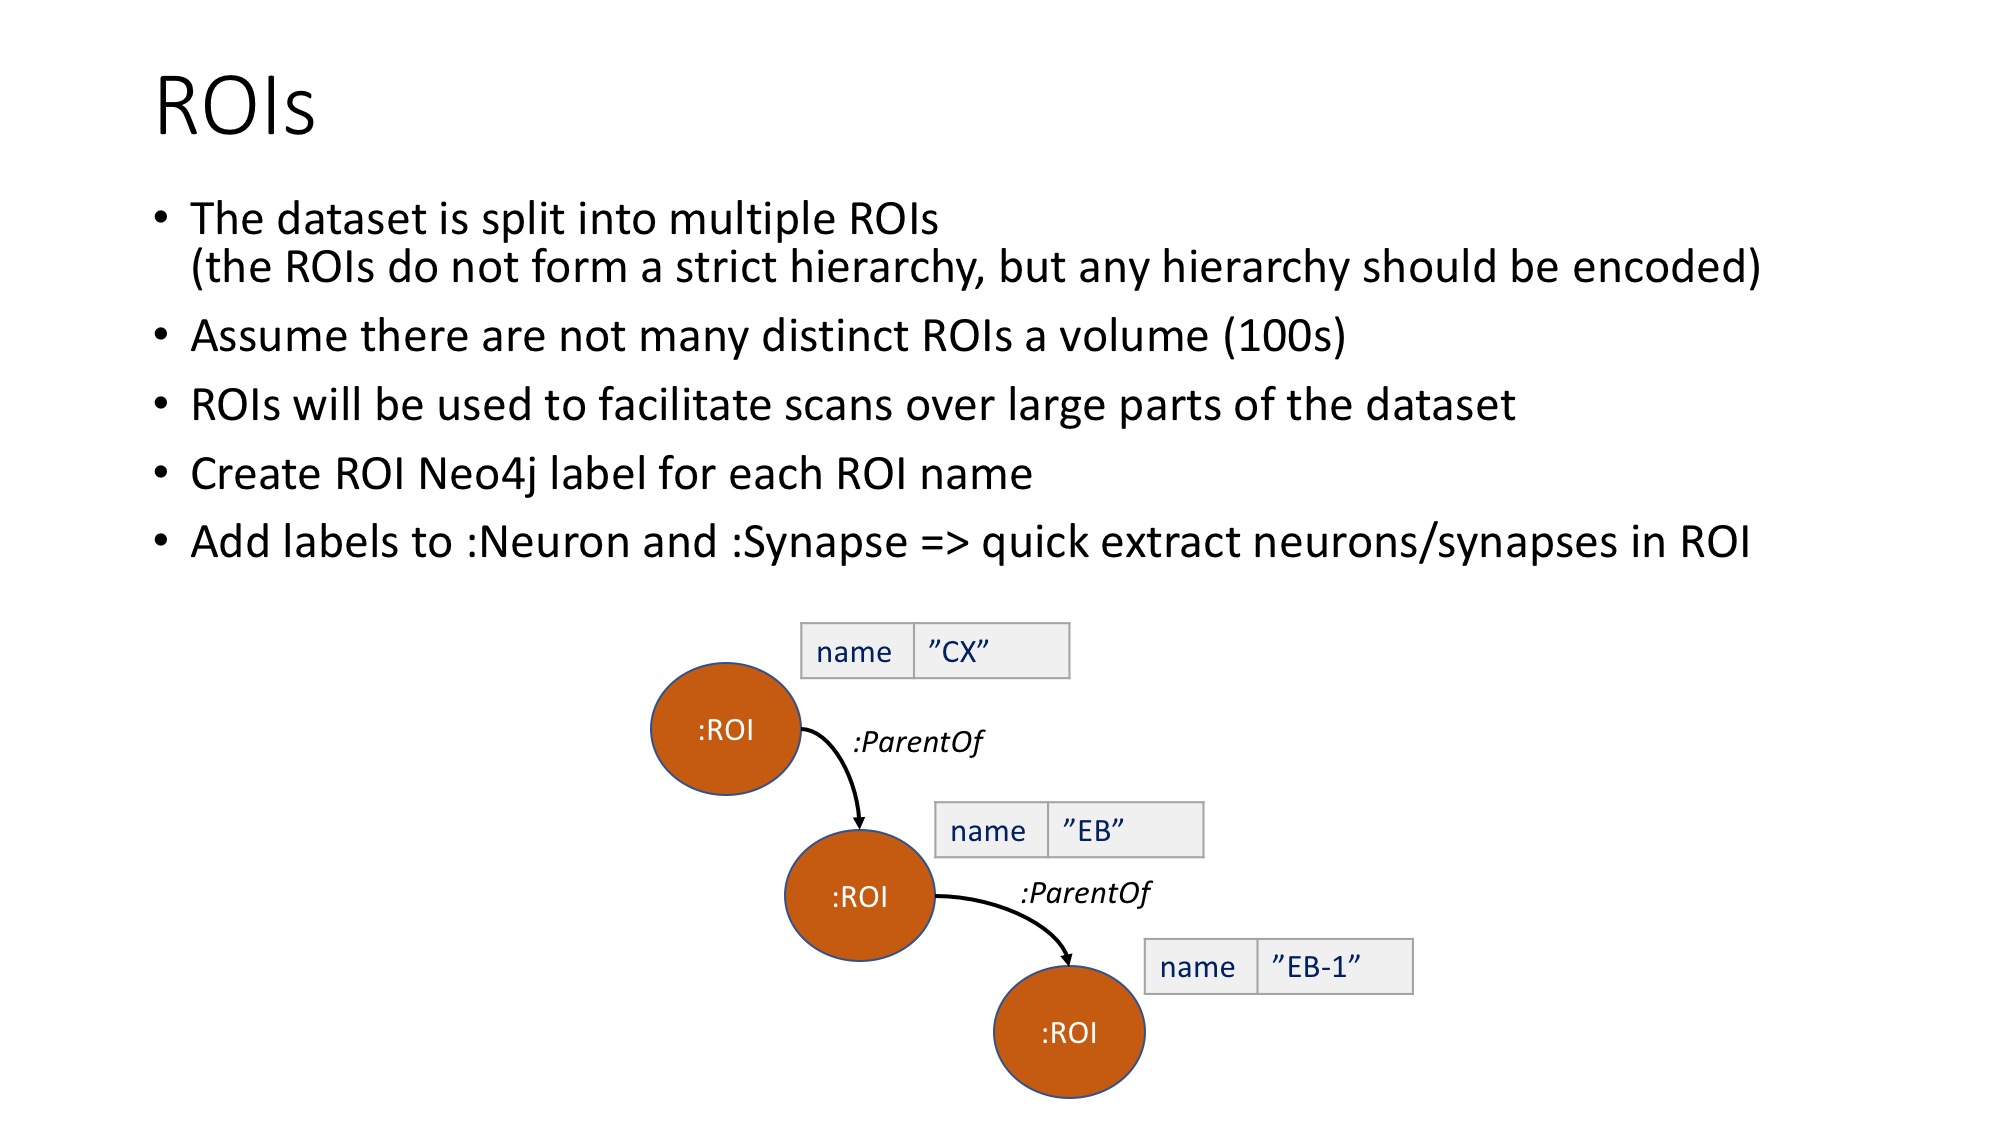 ROIs
• The dataset is split into multiple ROIs
(the ROIs do not form a strict hierarchy, but any hierarchy should be encoded)
• Assume there are not many distinct ROIs a volume (100s)
• ROIs will be used to facilitate scans over large parts of the dataset
• Create ROI Neo4j label for each ROI name
• Add labels to :Neuron and :Synapse => quick extract neurons/synapses in ROI
name ”CX”
:ROI
:ParentOf
name ”EB”
:ROI
:ParentOf
name ”EB-1”
:ROI